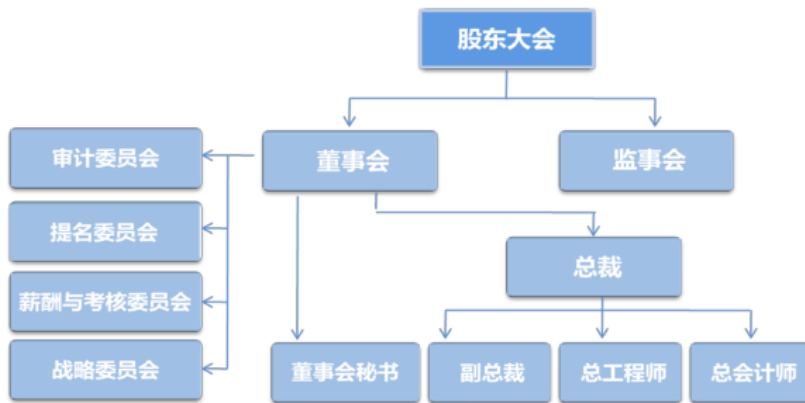 股东大会
审计委员会
董事会
监事会
提名委员会
总裁
薪酬与考核委员会
战略委员会
董事会秘书
副总裁
总工程师
总会计师